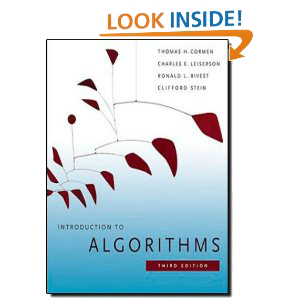 LOOK INSIDE!
THOMAS H. CORMEN
CHARLES E. LEISERSON
RONALD L. RIVEST
CLIFFORD STEIN
INTRODUCTION TO
ALGORITHMS
THIRD EDITION